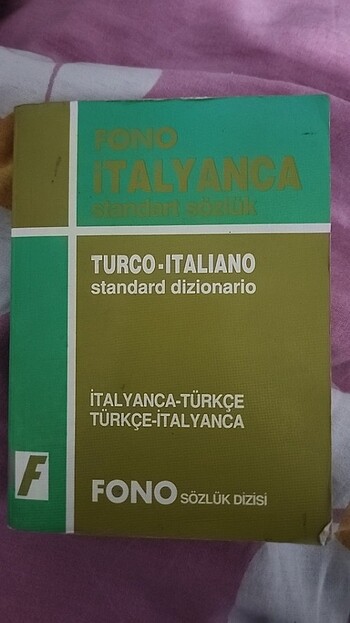 FONO
İTALYANCA
standart sözlük
TURCO-ITALIANO
standard dizionario
İTALYANCA-TÜRKÇE
TÜRKÇE-İTALYANCA
F
FONO SÖZLÜK DİZİSİ